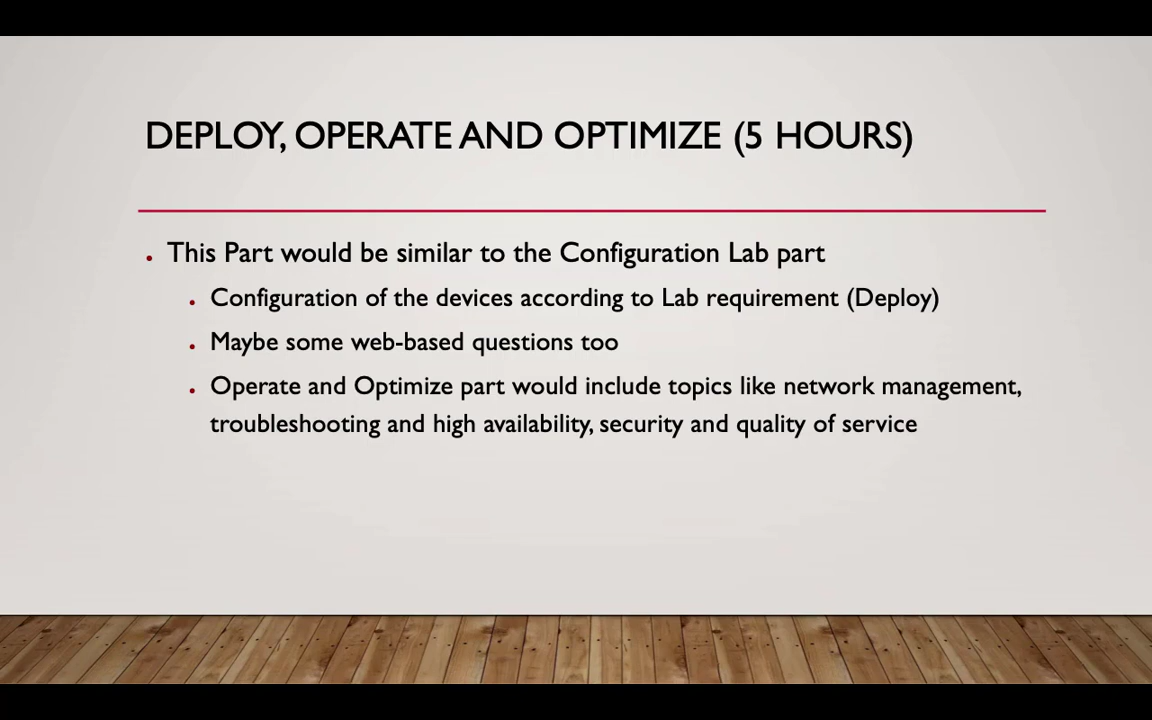 DEPLOY, OPERATE AND OPTIMIZE (5 HOURS)
This Part would be similar to the Configuration Lab part
Configuration of the devices according to Lab requirement (Deploy)
Maybe some web-based questions too
Operate and Optimize part would include topics like network management,
troubleshooting and high availability, security and quality of service